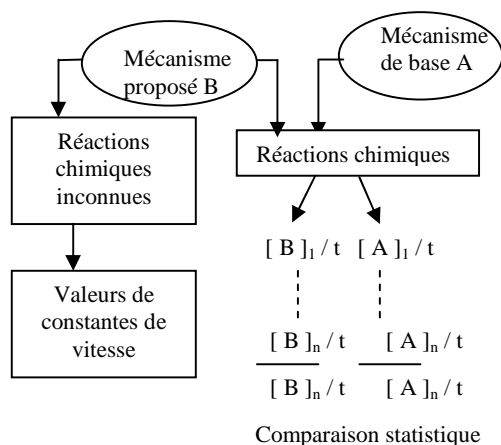 Mécanisme
proposé B
Mécanisme
de base A
Réactions
chimiques
inconnues
Réactions chimiques
Valeurs de
constantes de
vitesse
[ B ]₁ / t [ A ]₁ / t
[ B ]ₙ / t [ A ]ₙ / t
[ B ]ₙ / t [ A ]ₙ / t
Comparaison statistique